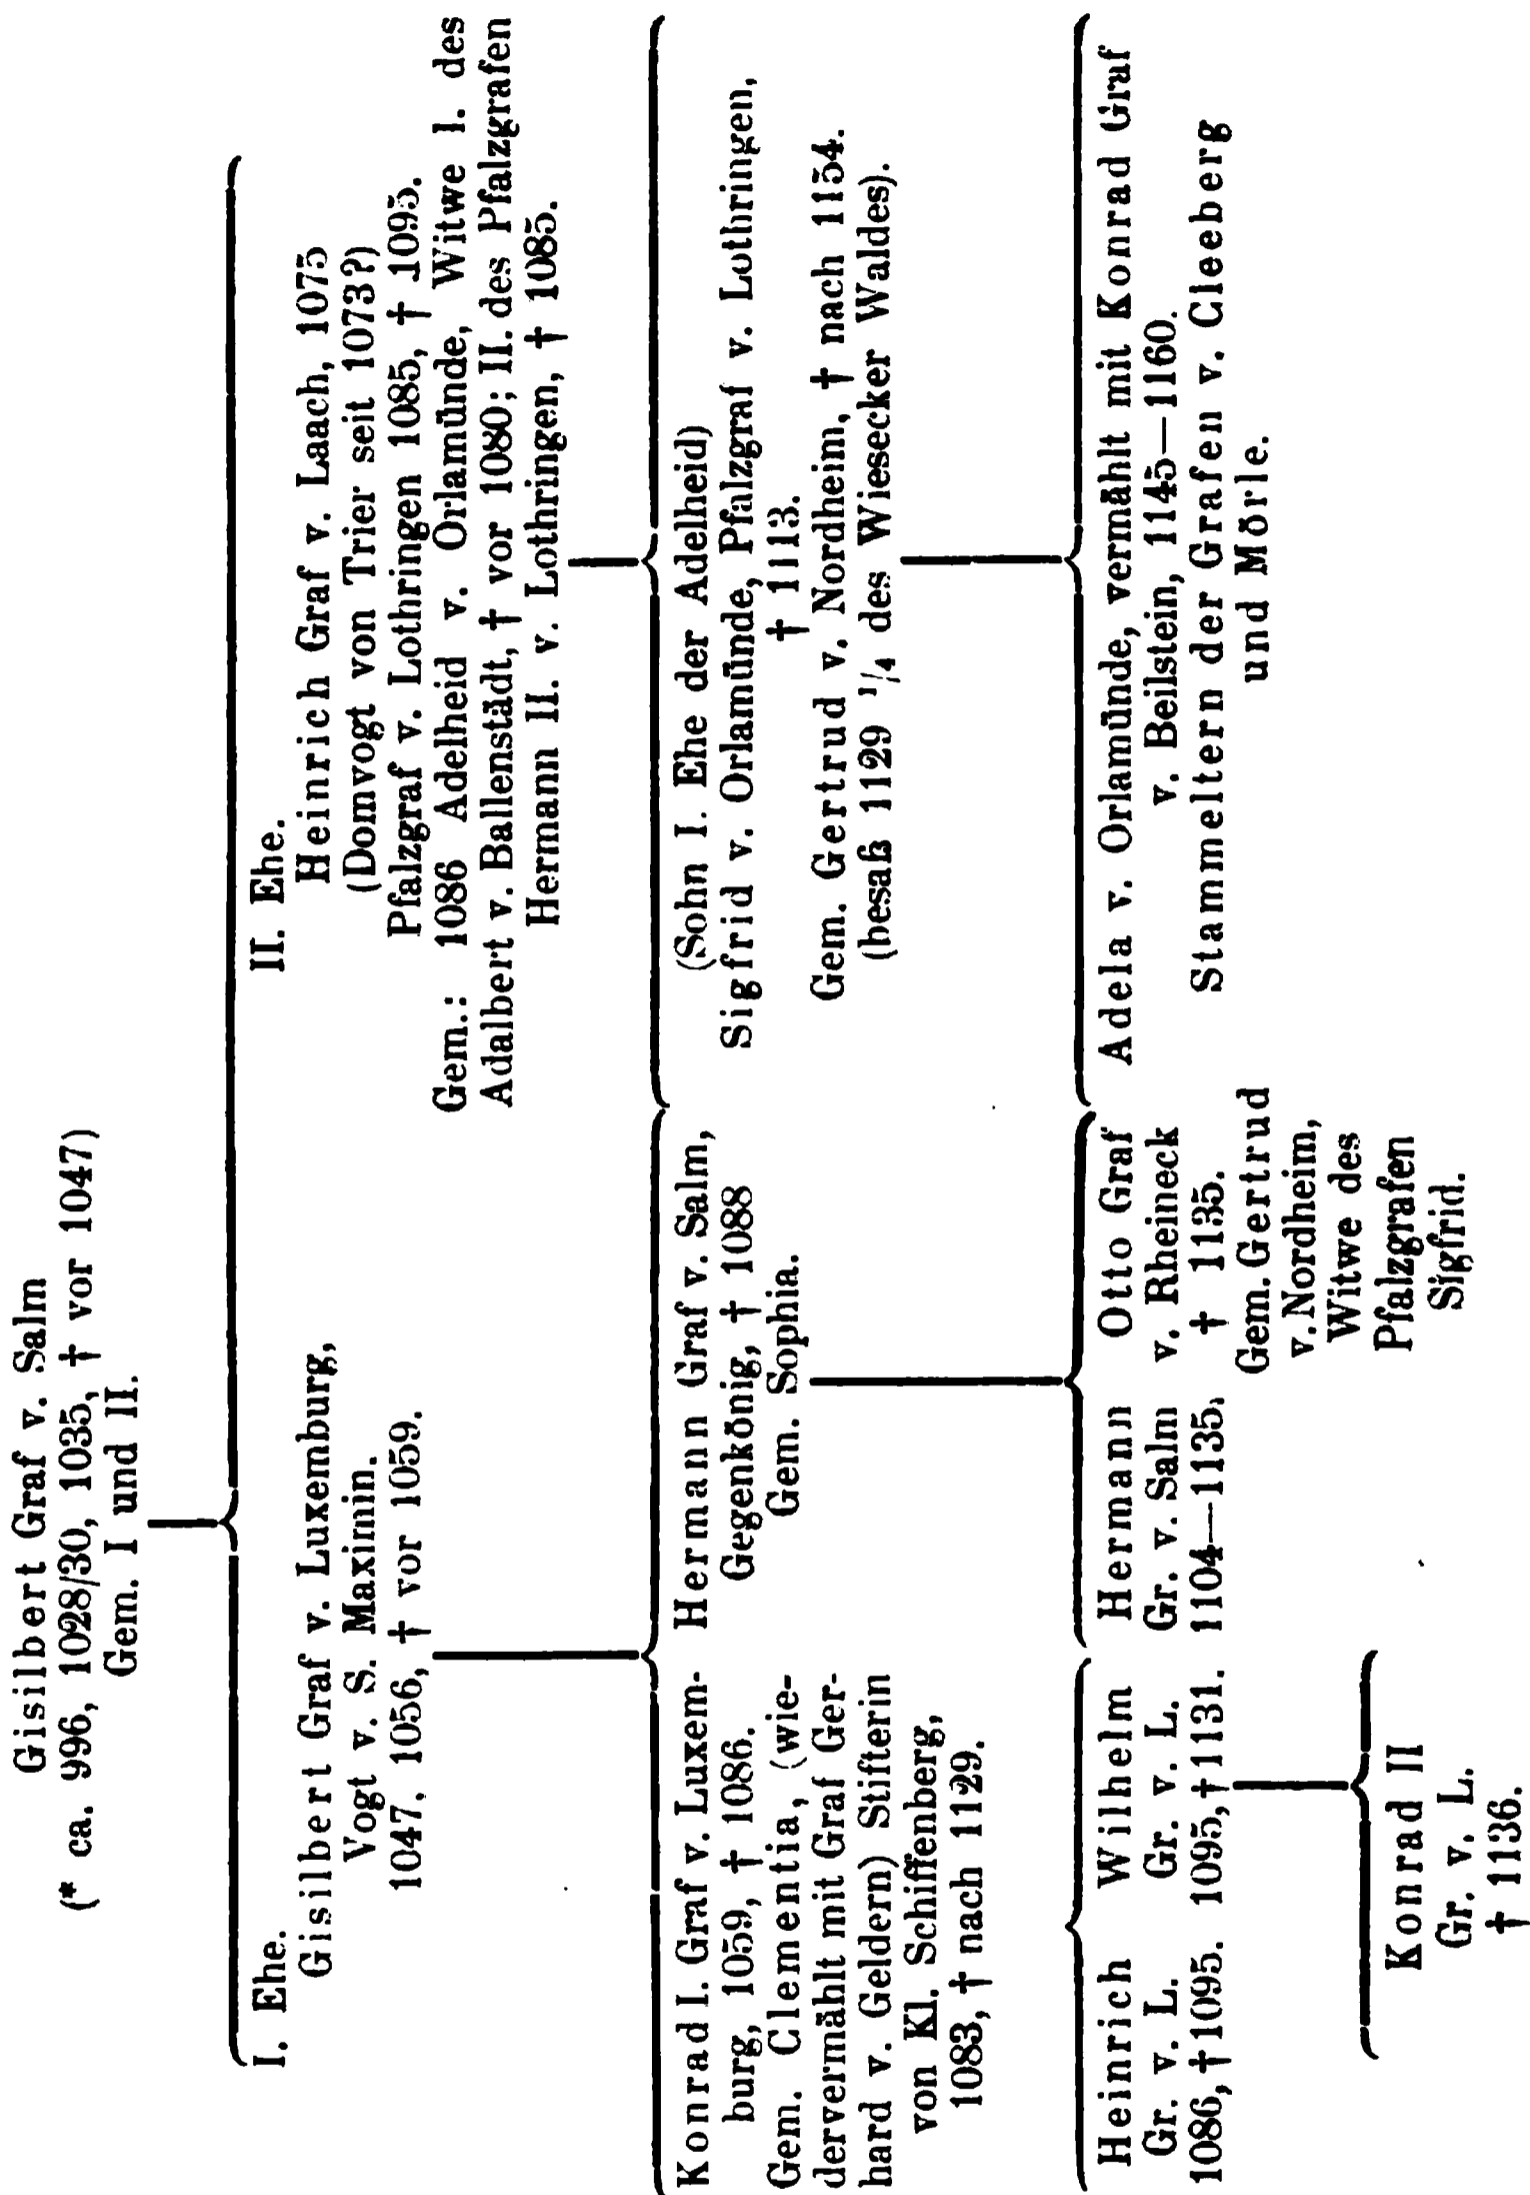 Gisilbert Graf v. Salm
(* ca. 996, 1028/30, 1035, † vor 1047)
Gem. I und II.
I. Ehe.
Gisilbert Graf v. Luxemburg,
Vogt v. S. Maximin.
1047, 1056, † vor 1059.
II. Ehe.
Heinrich Graf v. Laach, 1075
(Domvogt von Trier seit 1073?)
Pfalzgraf v. Lothringen 1085, † 1095.
Gem.: 1086 Adelheid v. Orlamünde, Witwe I. des
Adalbert v. Ballenstädt, † vor 1080; II. des Pfalzgrafen
Hermann II. v. Lothringen, † 1085.
Konrad I. Graf v. Luxem-
burg, 1059, † 1086.
Gem. Clementia, (wie-
dervermählt mit Graf Ger-
hard v. Geldern) Stifterin
von Kl. Schiffenberg,
1083, † nach 1129.
Hermann Graf v. Salm,
Gegenkönig, † 1088
Gem. Sophia.
(Sohn I. Ehe der Adelheid)
Sigfrid v. Orlamünde, Pfalzgraf v. Lothringen,
† 1113.
Gem. Gertrud v. Nordheim, † nach 1154.
(besaß 1129 1/4 des Wiesecker Waldes).
Heinrich
Gr. v. L.
1086, † 1095.
Wilhelm
Gr. v. L.
1095, † 1131.
Hermann
Gr. v. Salm
1104—1135,
Otto Graf
v. Rheineck
† 1135.
Gem. Gertrud
v. Nordheim,
Witwe des
Pfalzgrafen
Sigfrid.
Adela v. Orlamünde, vermählt mit Konrad Graf
v. Beilstein, 1145—1160.
Stammeltern der Grafen v. Cleeberg
und Mörle.
Konrad II
Gr. v. L.
† 1136.